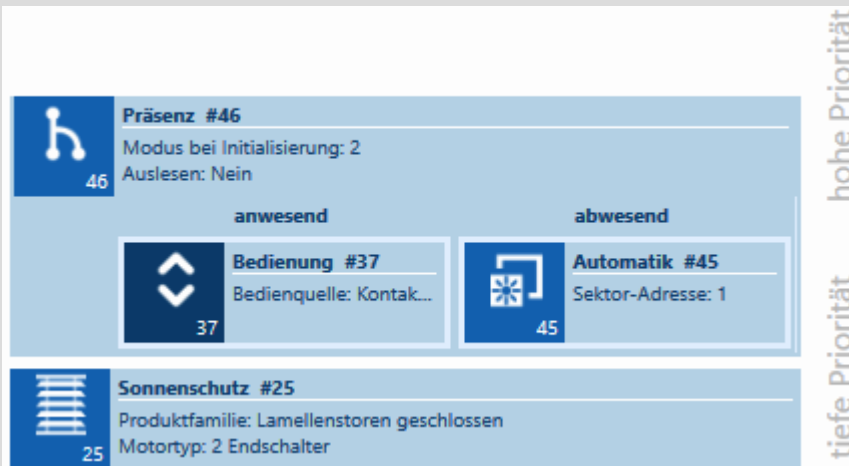 Präsenz #46
Modus bei Initialisierung: 2
Auslesen: Nein
46
anwesend
abwesend
Bedienung #37
Bedienquelle: Kontak...
37
Automatik #45
Sektor-Adresse: 1
45
Sonnenschutz #25
Produktfamilie: Lamellenstoren geschlossen
Motortyp: 2 Endschalter
25
hohe Priorität
tiefe Priorität